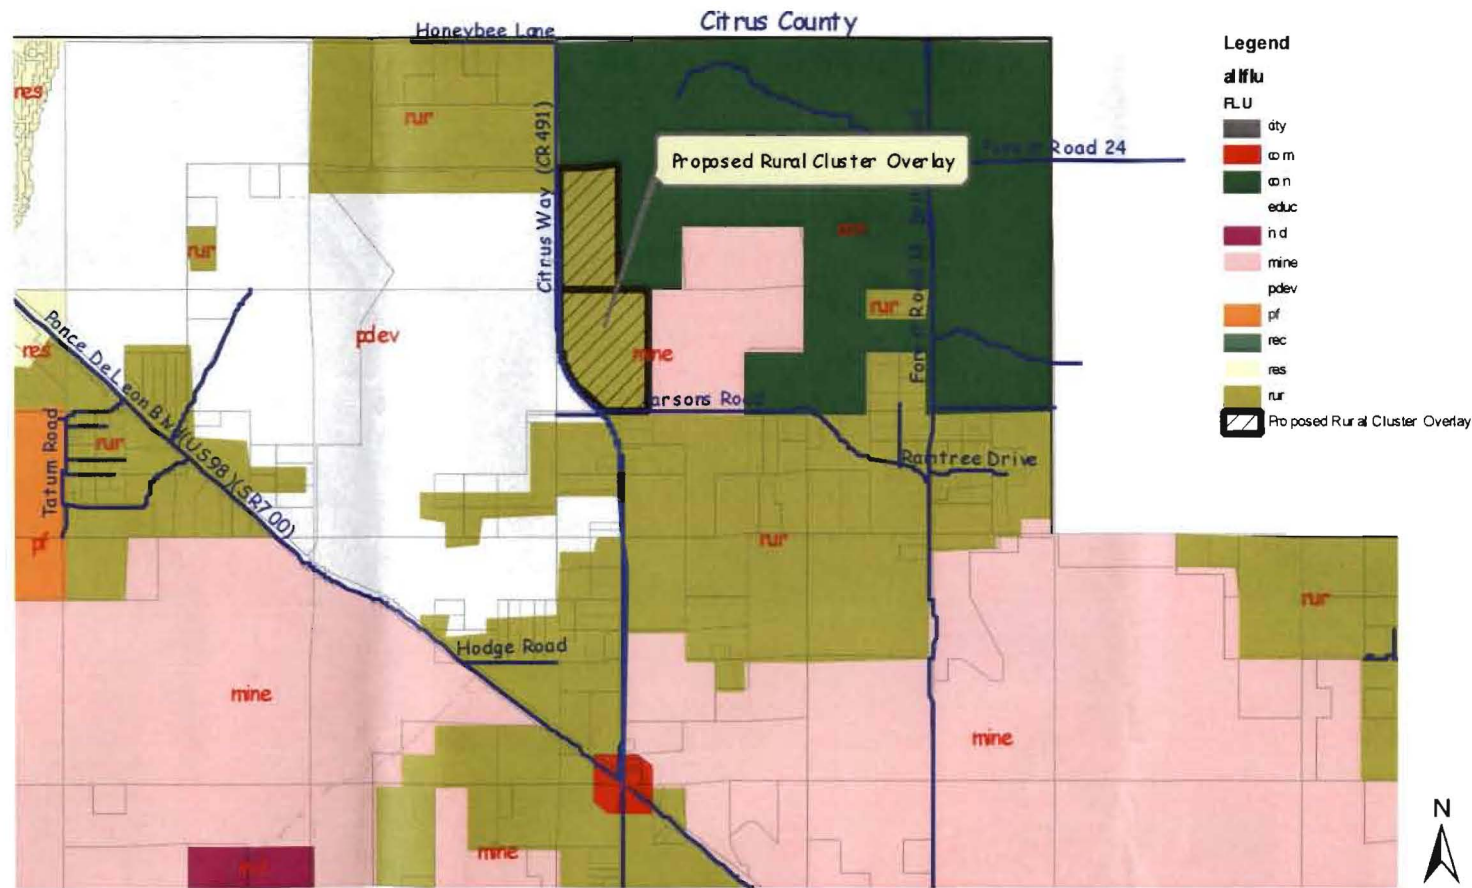 Citrus County
Honeybee Lane
Legend
allflu
FLU
city
com
con
educ
ind
mine
pdev
pf
rec
res
rur
Proposed Rural Cluster Overlay
res
rur
Citrus Way (CR 491)
Proposed Rural Cluster Overlay
Road 24
rur
con
rur
pdev
mine
res
Ponce DeLeon Blvd (US98)(SR700)
Parsons Road
Tatum Road
rur
Raintree Drive
pf
rur
rur
Hodge Road
mine
mine
mine
ind
N